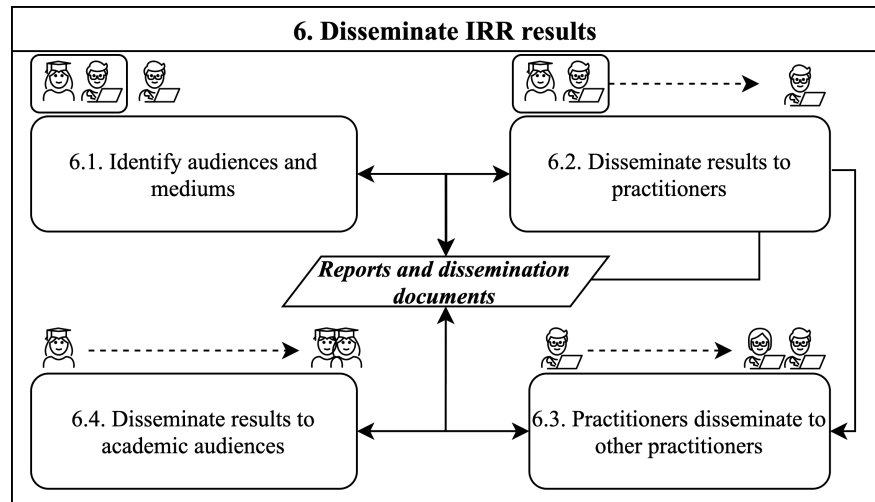 6. Disseminate IRR results
6.1. Identify audiences and
mediums
6.2. Disseminate results to
practitioners
Reports and dissemination
documents
6.4. Disseminate results to
academic audiences
6.3. Practitioners disseminate to
other practitioners